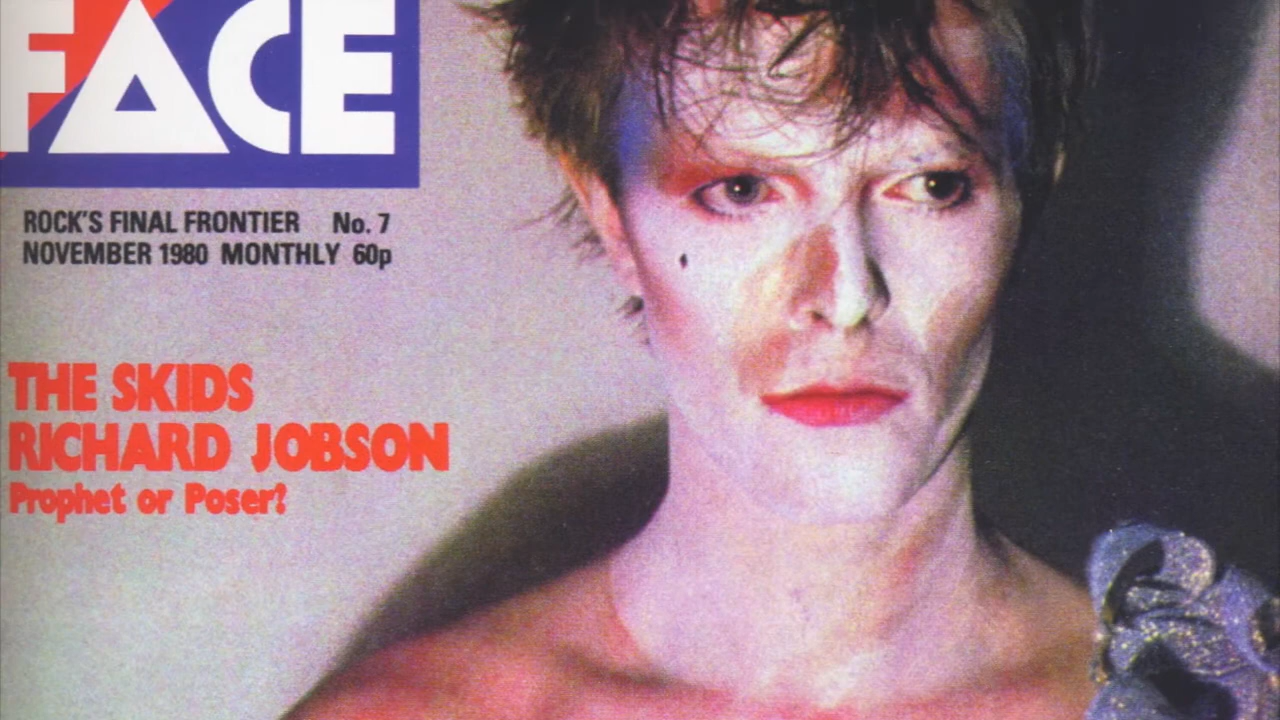 FACE
ROCK'S FINAL FRONTIER No. 7
NOVEMBER 1980 MONTHLY 60p
THE SKIDS
RICHARD JOBSON
Prophet or Poser?